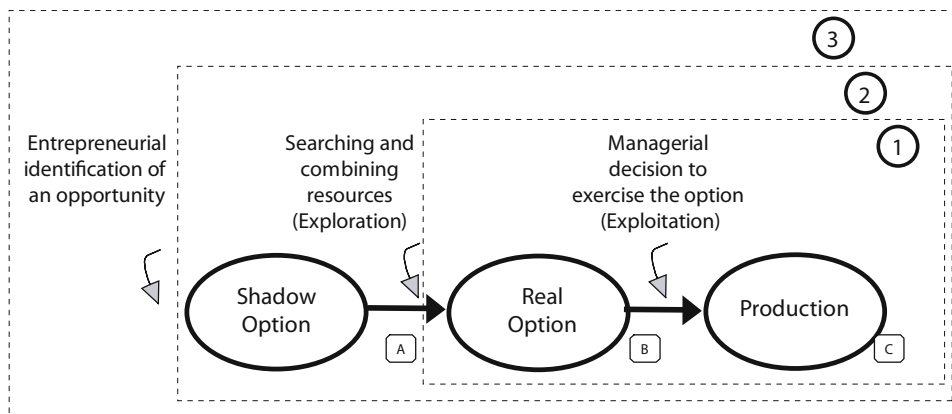 3
2
1
Entrepreneurial
identification of
an opportunity
Searching and
combining
resources
(Exploration)
Managerial
decision to
exercise the option
(Exploitation)
Shadow
Option
Real
Option
Production
A
B
C